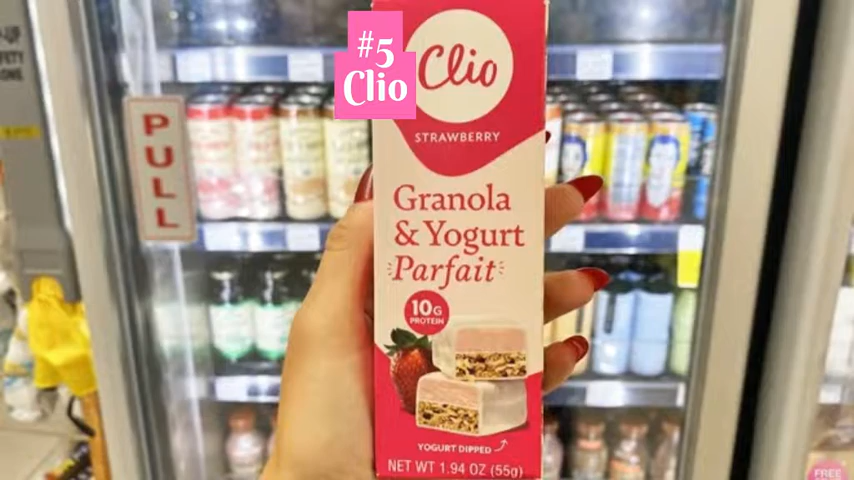 #5
Clio
Clio
STRAWBERRY
Granola
& Yogurt
Parfait
10G
PROTEIN
YOGURT DIPPED
NET WT 1.94 OZ (55g)
PULL
FREE